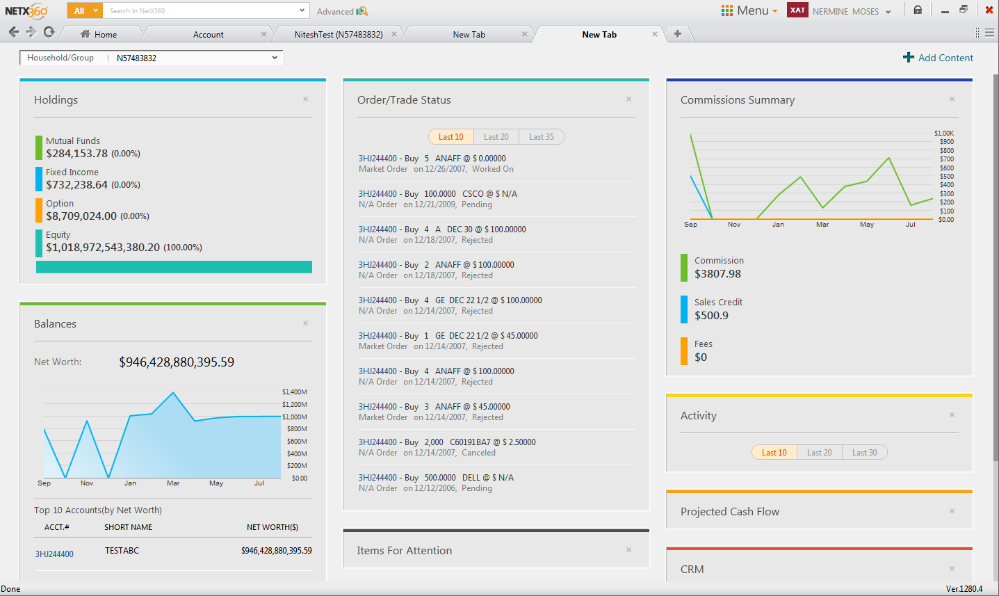 NETX360
All
Search in NetX360
Advanced
Menu
XAT
NERMINE MOSES
Home
Account
NiteshTest (N57483832)
New Tab
New Tab
Household/Group
N57483832
Add Content
Holdings
Mutual Funds
$284,153.78 (0.00%)
Fixed Income
$732,238.64 (0.00%)
Option
$8,709,024.00 (0.00%)
Equity
$1,018,972,543,380.20 (100.00%)
Balances
Net Worth: $946,428,880,395.59
$1,400M
$1,200M
$1,000M
$800M
$600M
$400M
$200M
$0.00
Sep Nov Jan Mar May Jul
Top 10 Accounts(by Net Worth)
ACCT.# SHORT NAME NET WORTH($)
3HJ244400 TESTABC $946,428,880,395.59
Order/Trade Status
Last 10 Last 20 Last 35
3HJ244400 - Buy 5 ANAFF @ $ 0.00000
Market Order on 12/26/2007, Worked On
3HJ244400 - Buy 100.0000 CSCO @ $ N/A
N/A Order on 12/21/2009, Pending
3HJ244400 - Buy 4 A DEC 30 @ $ 100.00000
N/A Order on 12/18/2007, Rejected
3HJ244400 - Buy 2 ANAFF @ $ 100.00000
N/A Order on 12/18/2007, Rejected
3HJ244400 - Buy 4 GE DEC 22 1/2 @ $ 100.00000
N/A Order on 12/14/2007, Rejected
3HJ244400 - Buy 1 GE DEC 22 1/2 @ $ 45.00000
Market Order on 12/14/2007, Rejected
3HJ244400 - Buy 4 ANAFF @ $ 100.00000
N/A Order on 12/14/2007, Rejected
3HJ244400 - Buy 3 ANAFF @ $ 45.00000
Market Order on 12/14/2007, Rejected
3HJ244400 - Buy 2,000 C60191BA7 @ $ 2.50000
N/A Order on 12/14/2007, Canceled
3HJ244400 - Buy 500.0000 DELL @ $ N/A
N/A Order on 12/12/2006, Pending
Items For Attention
Commissions Summary
$1.00K
$900
$800
$700
$600
$500
$400
$300
$200
$100
$0.00
Sep Nov Jan Mar May Jul
Commission
$3807.98
Sales Credit
$500.9
Fees
$0
Activity
Last 10 Last 20 Last 30
Projected Cash Flow
CRM
Done
Ver.1280.4